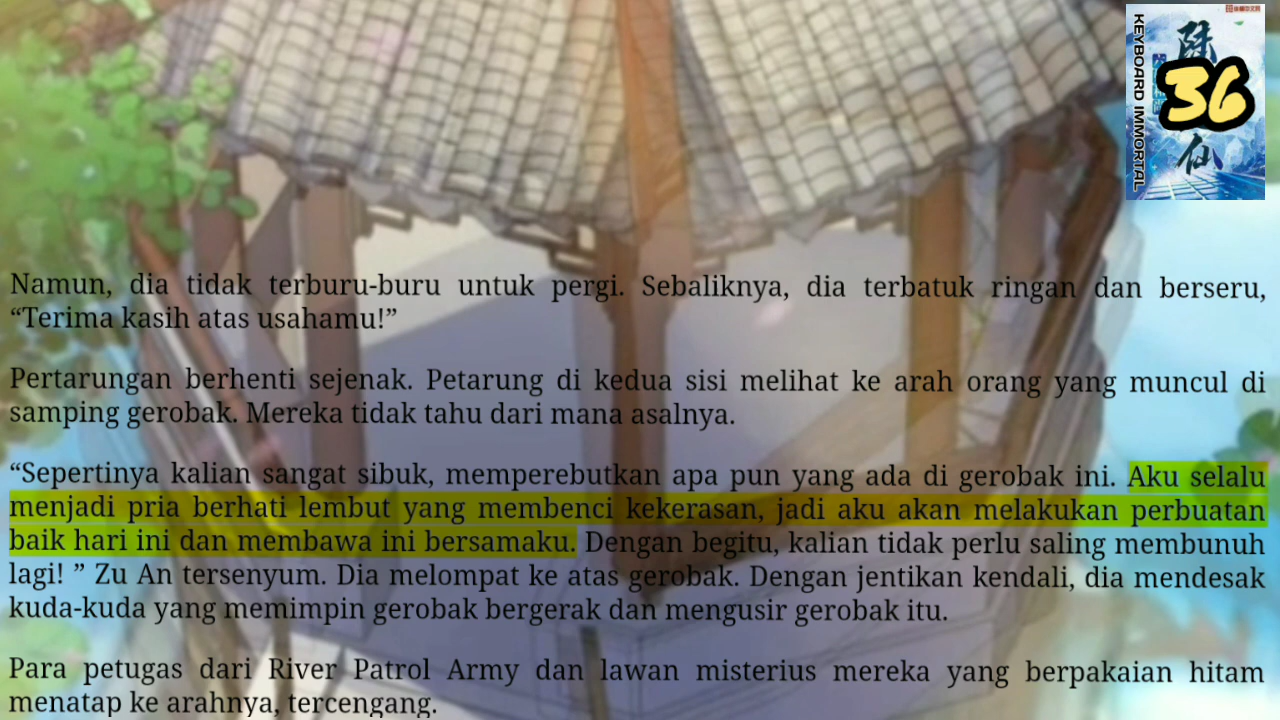 KEYBOARD IMMORTAL
36
仙
Namun, dia tidak terburu-buru untuk pergi. Sebaliknya, dia terbatuk ringan dan berseru,
“Terima kasih atas usahamu!”
Pertarungan berhenti sejenak. Petarung di kedua sisi melihat ke arah orang yang muncul di
samping gerobak. Mereka tidak tahu dari mana asalnya.
“Sepertinya kalian sangat sibuk, memperebutkan apa pun yang ada di gerobak ini. Aku selalu
menjadi pria berhati lembut yang membenci kekerasan, jadi aku akan melakukan perbuatan
baik hari ini dan membawa ini bersamaku. Dengan begitu, kalian tidak perlu saling membunuh
lagi! ” Zu An tersenyum. Dia melompat ke atas gerobak. Dengan jentikan kendali, dia mendesak
kuda-kuda yang memimpin gerobak bergerak dan mengusir gerobak itu.
Para petugas dari River Patrol Army dan lawan misterius mereka yang berpakaian hitam
menatap ke arahnya, tercengang.